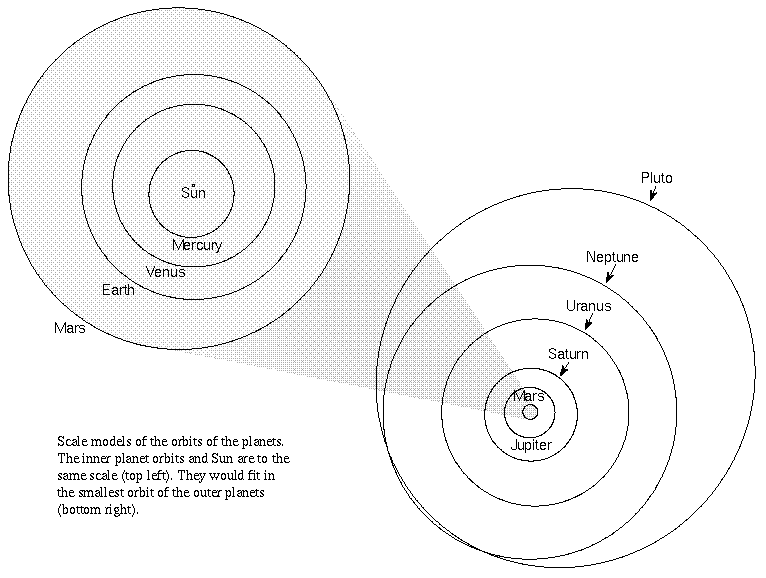 Sun
Mercury
Venus
Earth
Mars
Pluto
Neptune
Uranus
Saturn
Mars
Jupiter
Scale models of the orbits of the planets.
The inner planet orbits and Sun are to the
same scale (top left). They would fit in
the smallest orbit of the outer planets
(bottom right).